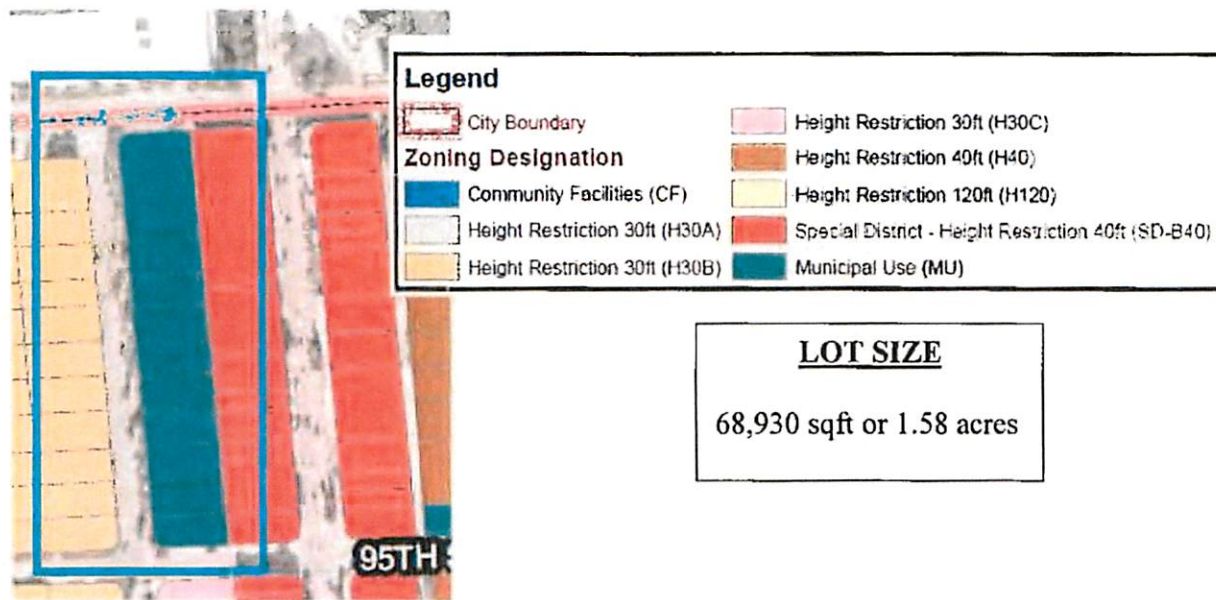 Legend
City Boundary
Zoning Designation
Community Facilities (CF)
Height Restriction 30ft (H30A)
Height Restriction 30ft (H30B)
Height Restriction 30ft (H30C)
Height Restriction 40ft (H40)
Height Restriction 120ft (H120)
Special District - Height Restriction 40ft (SD-B40)
Municipal Use (MU)
LOT SIZE
68,930 sqft or 1.58 acres
95TH